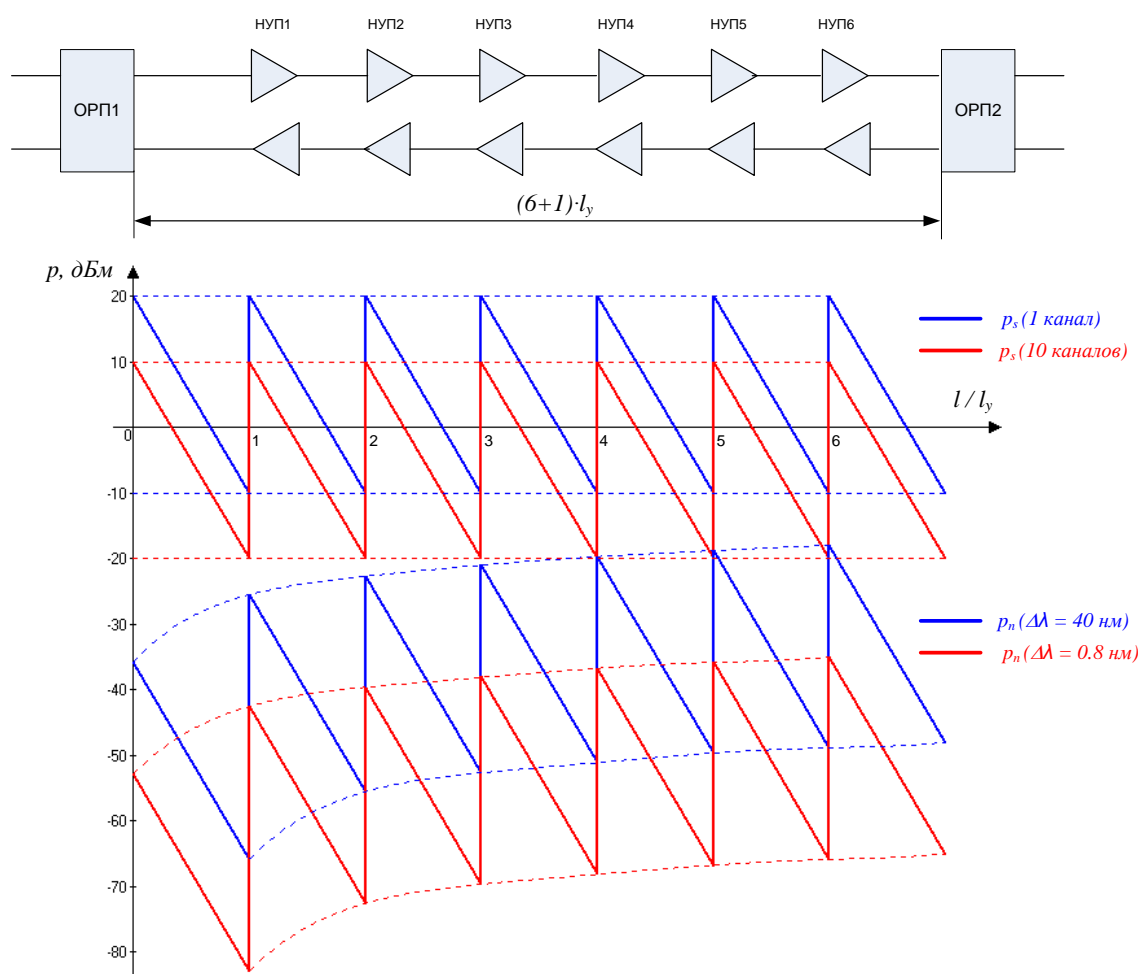 НУП1 НУП2 НУП3 НУП4 НУП5 НУП6
ОРП1
ОРП2
(6+1)·lу
p, дБм
20
10
0
-10
-20
-30
-40
-50
-60
-70
-80
1 2 3 4 5 6
l / lу
ps (1 канал)
ps (10 каналов)
pn (Δλ = 40 нм)
pn (Δλ = 0.8 нм)